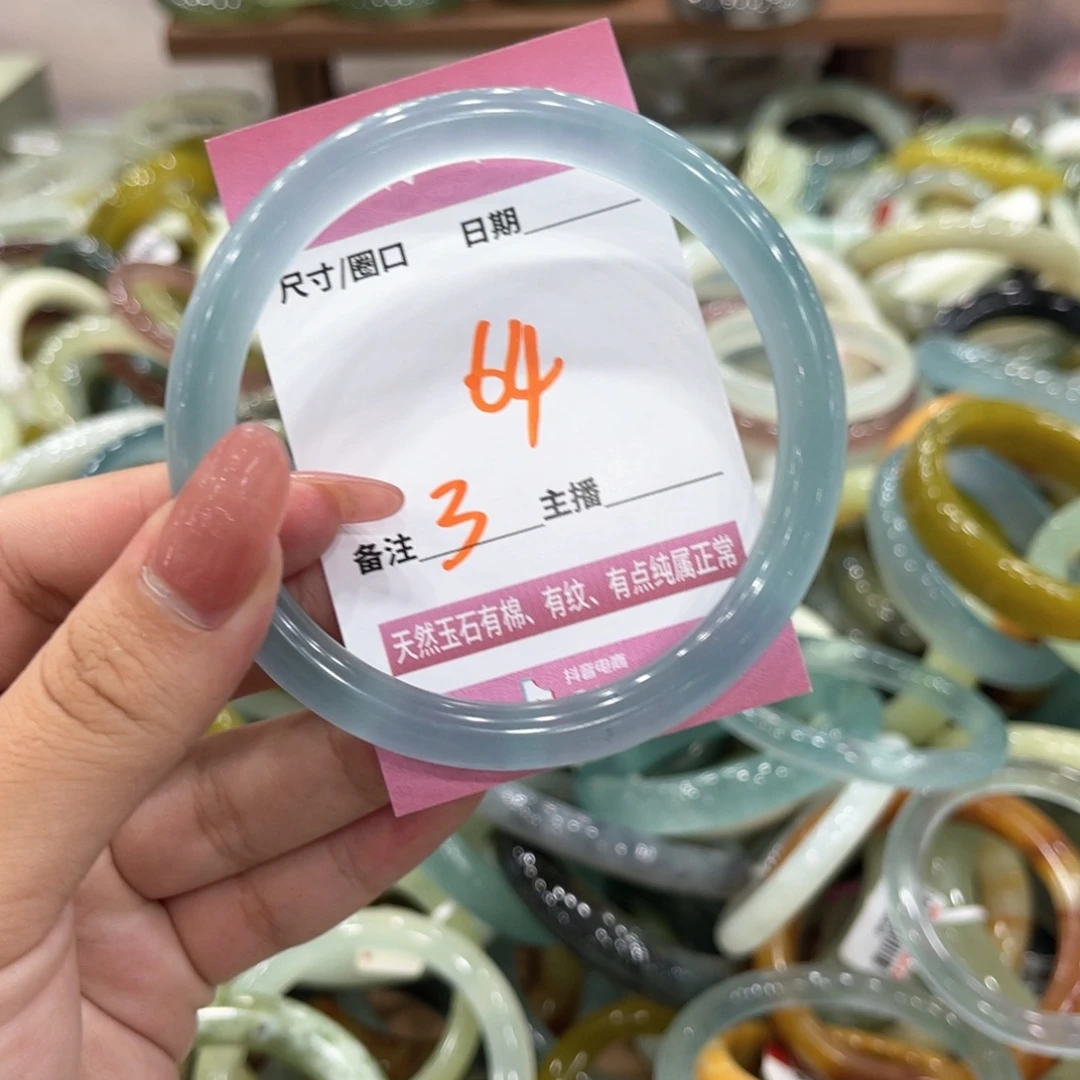 尺寸/圈口 日期
64
备注 3 主播
天然玉石有棉、有纹、有点纯属正常
抖音电商